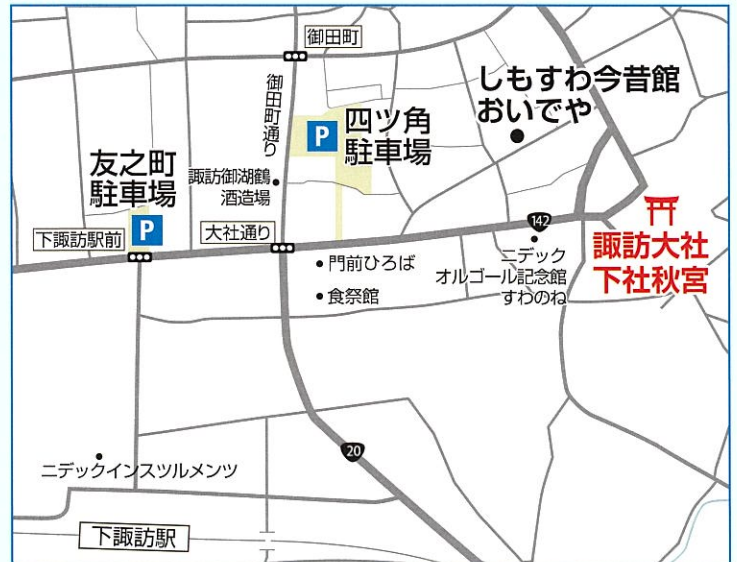 御田町
しもすわ今昔館
おいでや
御田町通り
P
四ツ角
駐車場
友之町
駐車場
諏訪御湖鶴
酒造場
P
下諏訪駅前
大社通り
142
門前ひろば
食祭館
ニデック
オルゴール記念館
すわのね
諏訪大社
下社秋宮
20
ニデックインスツルメンツ
下諏訪駅